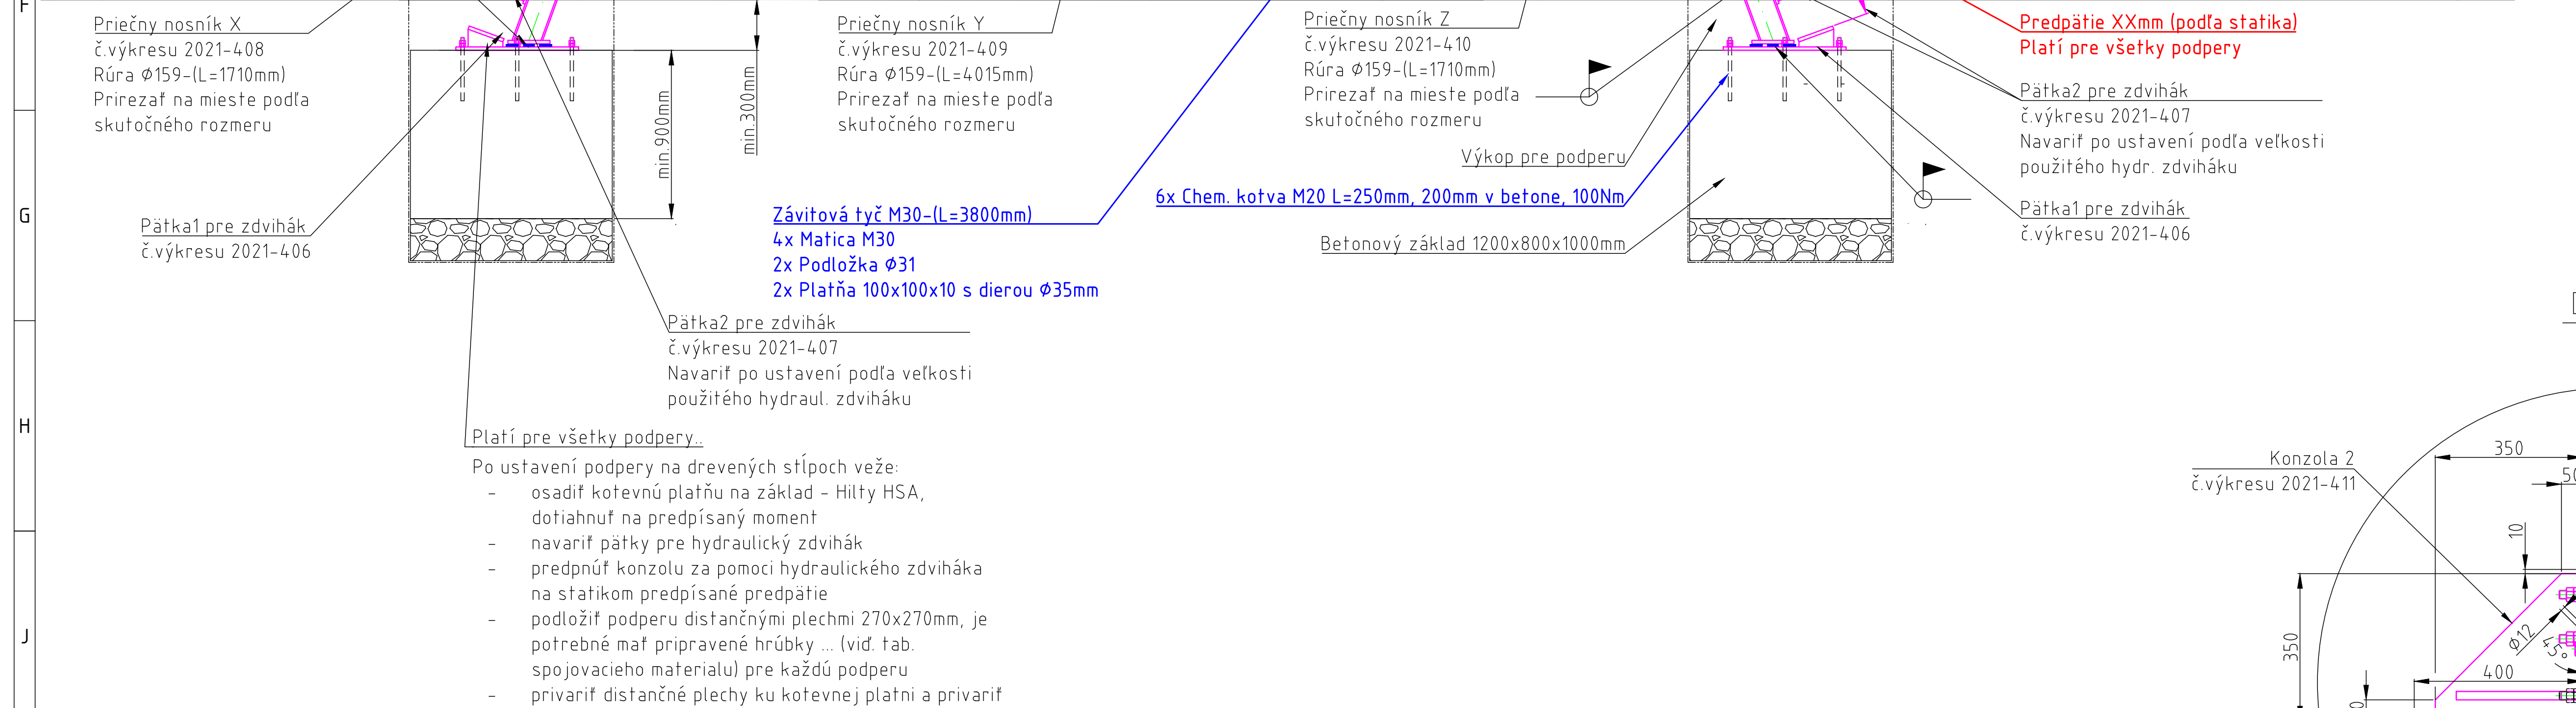 F
G
H
J
Priečny nosník X
č.výkresu 2021-408
Rúra Ø159-(L=1710mm)
Prirezať na mieste podľa
skutočného rozmeru
Pätka1 pre zdvihák
č.výkresu 2021-406
min.900mm
min.300mm
Priečny nosník Y
č.výkresu 2021-409
Rúra Ø159-(L=4015mm)
Prirezať na mieste podľa
skutočného rozmeru
Závitová tyč M30-(L=3800mm)
4x Matica M30
2x Podložka Ø31
2x Platňa 100x100x10 s dierou Ø35mm
Pätka2 pre zdvihák
č.výkresu 2021-407
Navariť po ustavení podľa veľkosti
použitého hydraul. zdviháku
Platí pre všetky podpery..
Po ustavení podpery na drevených stĺpoch veže:
- osadiť kotevnú platňu na základ - Hilty HSA,
dotiahnuť na predpísaný moment
- navariť pätky pre hydraulický zdvihák
- predpnúť konzolu za pomoci hydraulického zdviháka
na statikom predpísané predpätie
- podložiť podperu distančnými plechmi 270x270mm, je
potrebné mať pripravené hrúbky ... (viď. tab.
spojovacieho materialu) pre každú podperu
- privariť distančné plechy ku kotevnej platni a privariť
Priečny nosník Z
č.výkresu 2021-410
Rúra Ø159-(L=1710mm)
Prirezať na mieste podľa
skutočného rozmeru
Výkop pre podperu
6x Chem. kotva M20 L=250mm, 200mm v betone, 100Nm
Betonový základ 1200x800x1000mm
Predpätie XXmm (podľa statika)
Platí pre všetky podpery
Pätka2 pre zdvihák
č.výkresu 2021-407
Navariť po ustavení podľa veľkosti
použitého hydr. zdviháku
Pätka1 pre zdvihák
č.výkresu 2021-406
Konzola 2
č.výkresu 2021-411
350
10
350
Ø12
45°
400